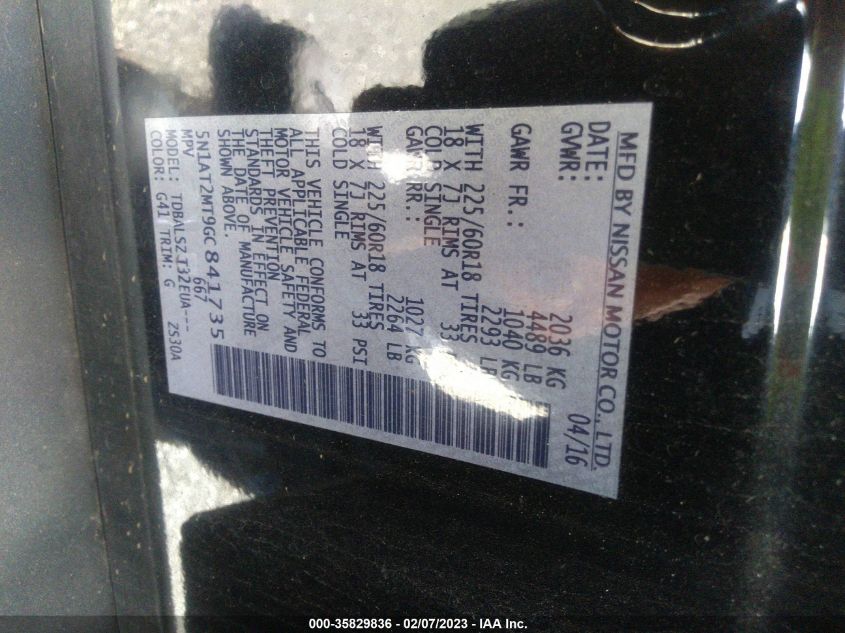 MFD BY NISSAN MOTOR CO., LTD.
DATE: 04/16
GVWR: 2036 KG
4489 LB
GAWR FR.: 1040 KG
2293 LB
WITH 225/60R18 TIRES
18 X 7J RIMS AT 33
COLD SINGLE
GAWR RR.: 1027 KG
2264 LB
WITH 225/60R18 TIRES
18 X 7J RIMS AT 33 PSI
COLD SINGLE
THIS VEHICLE CONFORMS TO
ALL APPLICABLE FEDERAL
MOTOR VEHICLE SAFETY AND
THEFT PREVENTION
STANDARDS IN EFFECT ON
THE DATE OF MANUFACTURE
SHOWN ABOVE.
5N1AT2MT9GC841735
MPV 667
MODEL: TDBALS2 T32EUA---
COLOR: G41 TRIM: G ZS30A
000-35829836 - 02/07/2023 - IAA Inc.